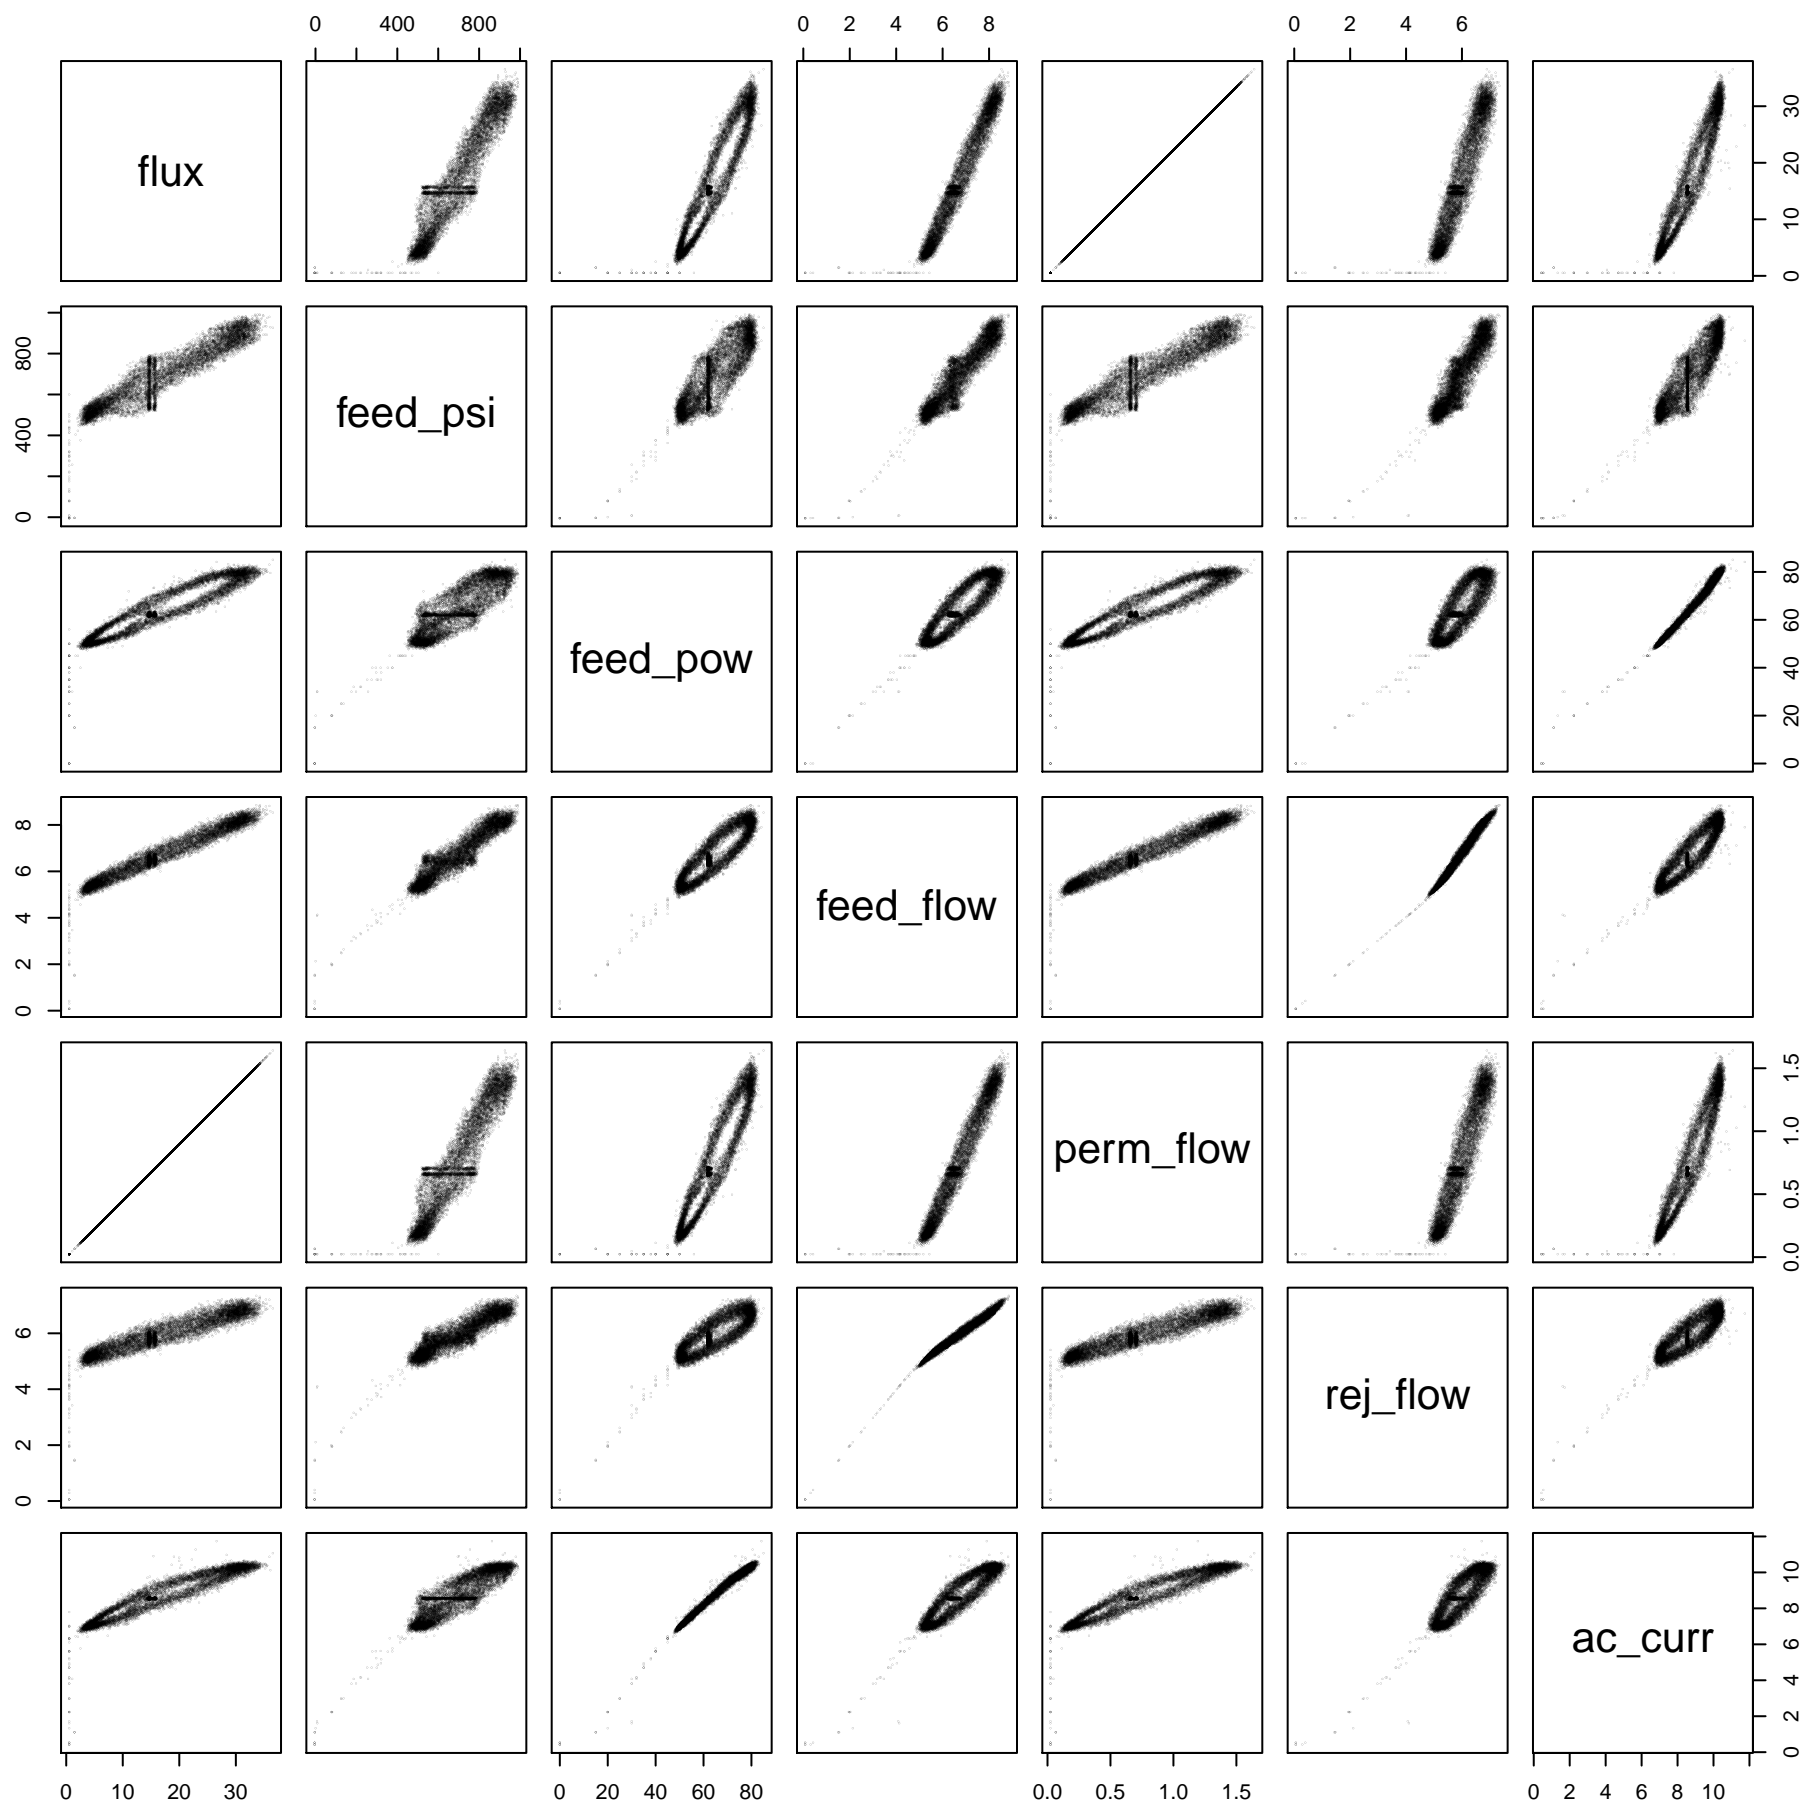 0 400 800 0 2 4 6 8 0 2 4 6
flux
0 10 20 30
0 400 800
feed_psi
feed_pow
0 20 40 60 80
0 2 4 6 8
feed_flow
perm_flow
0.0 0.5 1.0 1.5
0 2 4 6
rej_flow
ac_curr
0 2 4 6 8 10
0 10 20 30 0 20 40 60 80 0.0 0.5 1.0 1.5 0 2 4 6 8 10